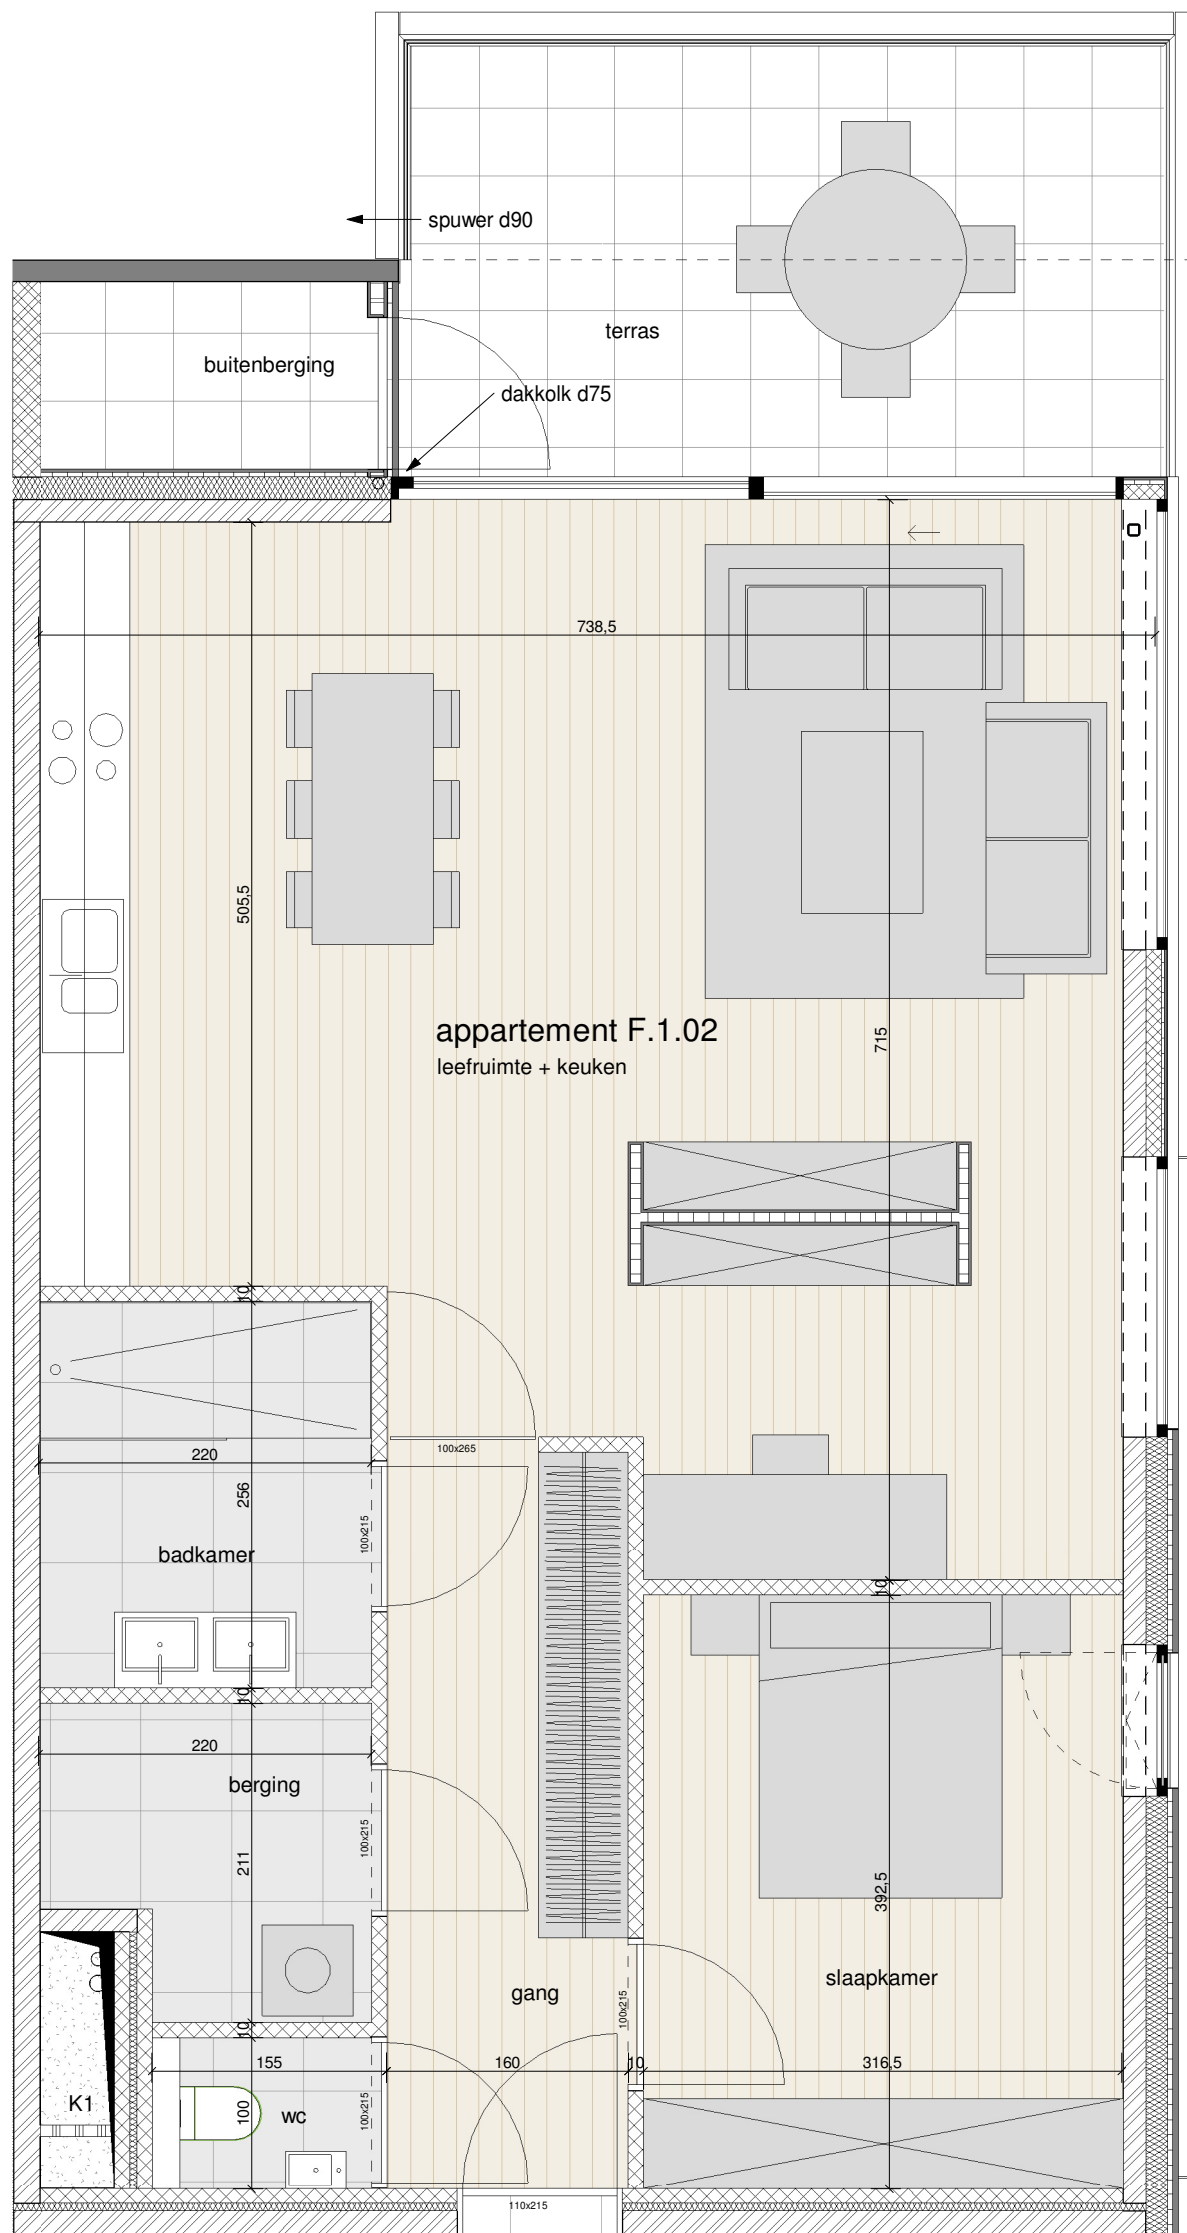 spuwer d90
terras
buitenberging
dakkolk d75
738,5
505,5
appartement F.1.02
leefruimte + keuken
715
10
100x265
220
256
100x215
badkamer
10
10
220
berging
100x215
211
392,5
slaapkamer
gang
100x215
10
155
160
10
316,5
K1
100
wc
100x215
110x215